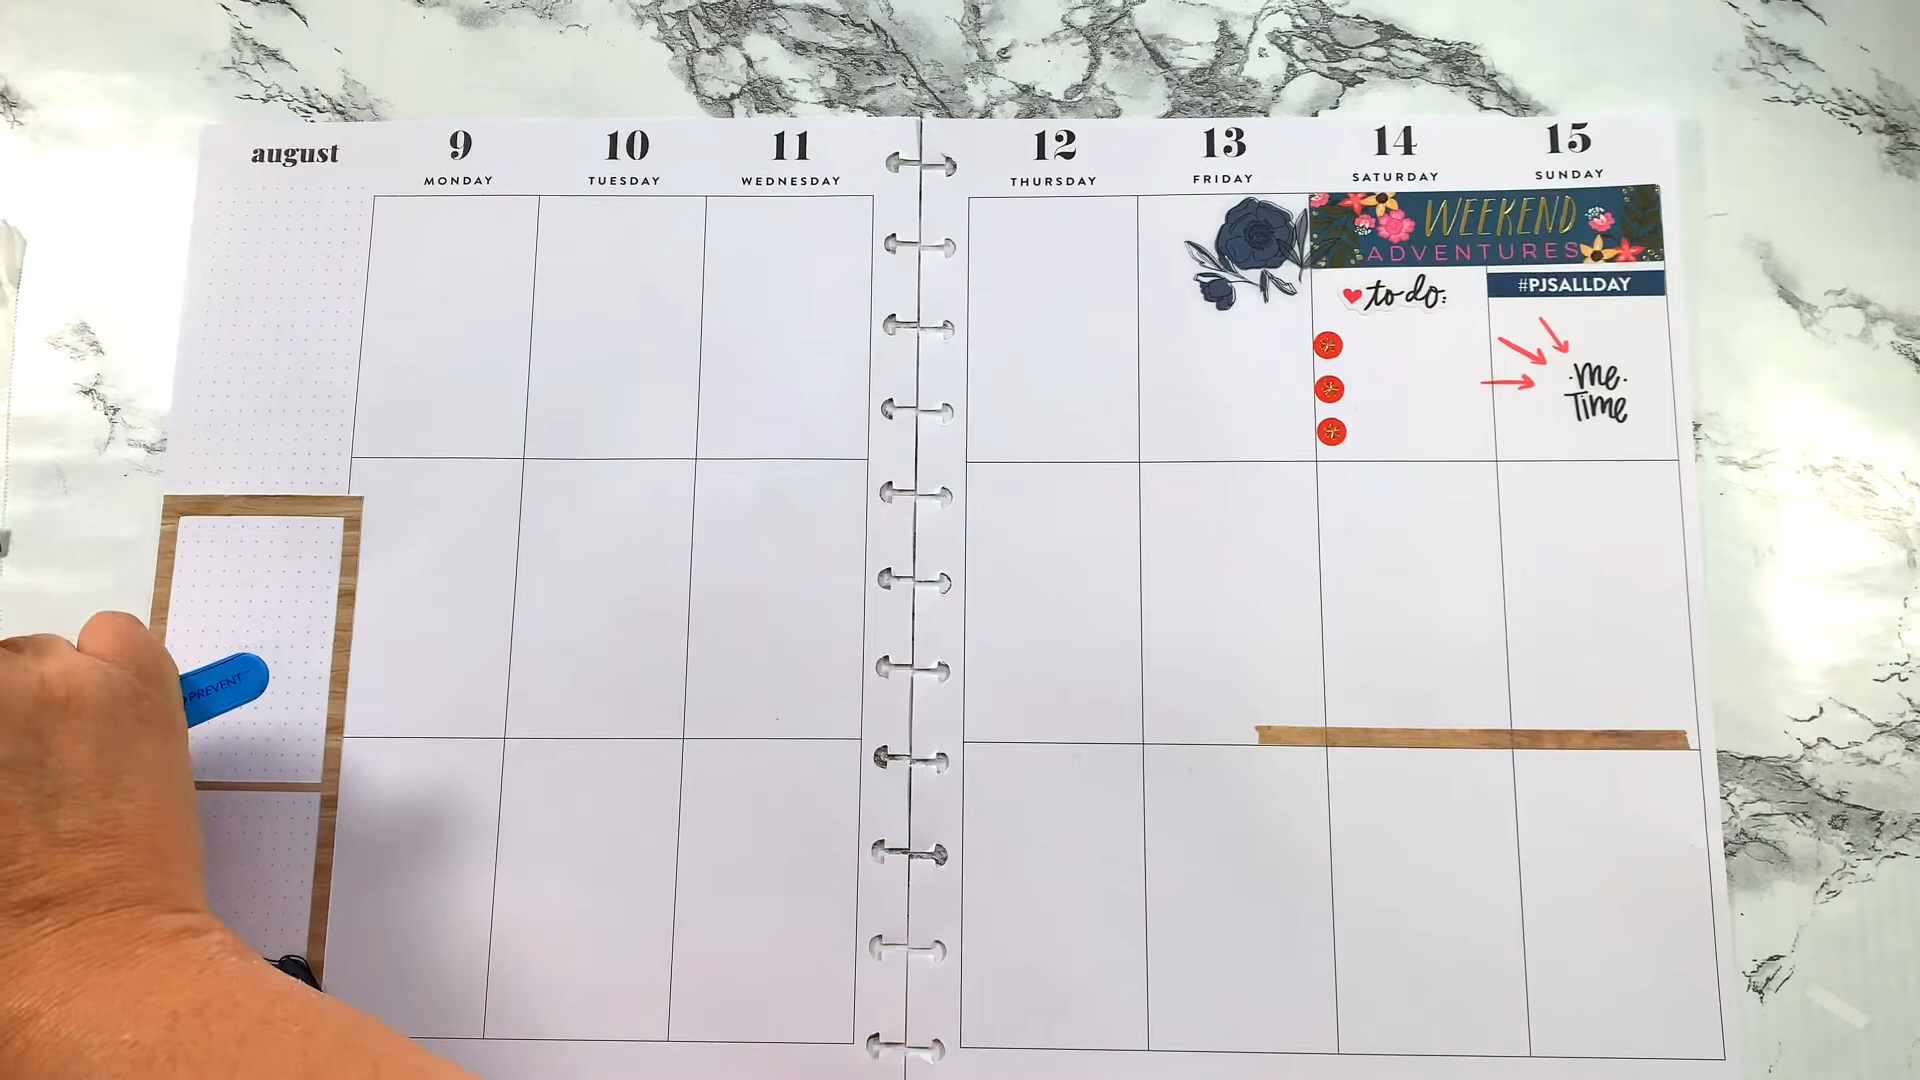 august
9
MONDAY
10
TUESDAY
11
WEDNESDAY
12
THURSDAY
13
FRIDAY
14
SATURDAY
15
SUNDAY
WEEKEND
ADVENTURES
to do:
#PJSALLDAY
·me·
Time
PREVENT